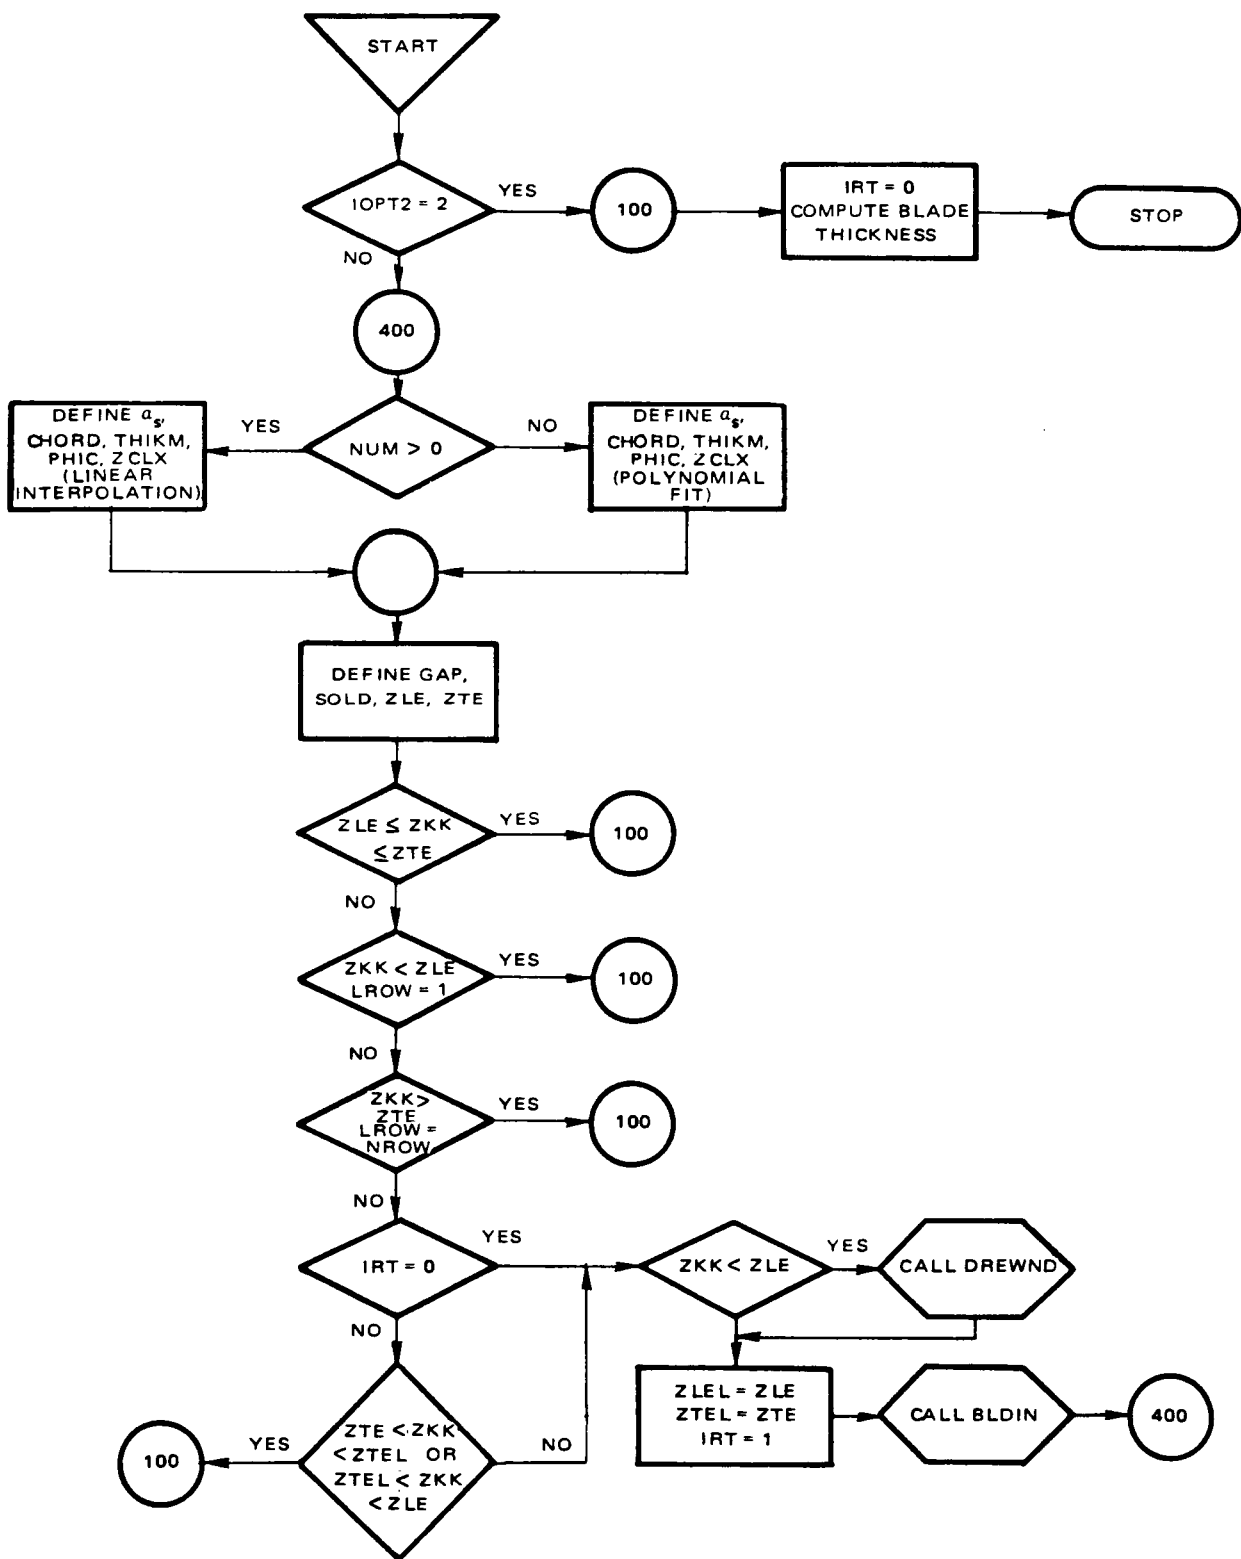 START
IOPT2 = 2
YES
100
IRT = 0
COMPUTE BLADE
THICKNESS
STOP
NO
400
NUM > 0
YES
DEFINE αs,
CHORD, THIKM,
PHIC, ZCLX
(LINEAR
INTERPOLATION)
NO
DEFINE αs,
CHORD, THIKM,
PHIC, ZCLX
(POLYNOMIAL
FIT)
DEFINE GAP,
SOLD, ZLE, ZTE
ZLE ≤ ZKK
≤ZTE
YES
100
NO
ZKK < ZLE
LROW = 1
YES
100
NO
ZKK>
ZTE
LROW =
NROW
YES
100
NO
IRT = 0
YES
ZKK < ZLE
YES
CALL DREWND
NO
ZTE < ZKK
<ZTEL OR
ZTEL < ZKK
<ZLE
YES
100
NO
ZLEL = ZLE
ZTEL = ZTE
IRT = 1
CALL BLDIN
400